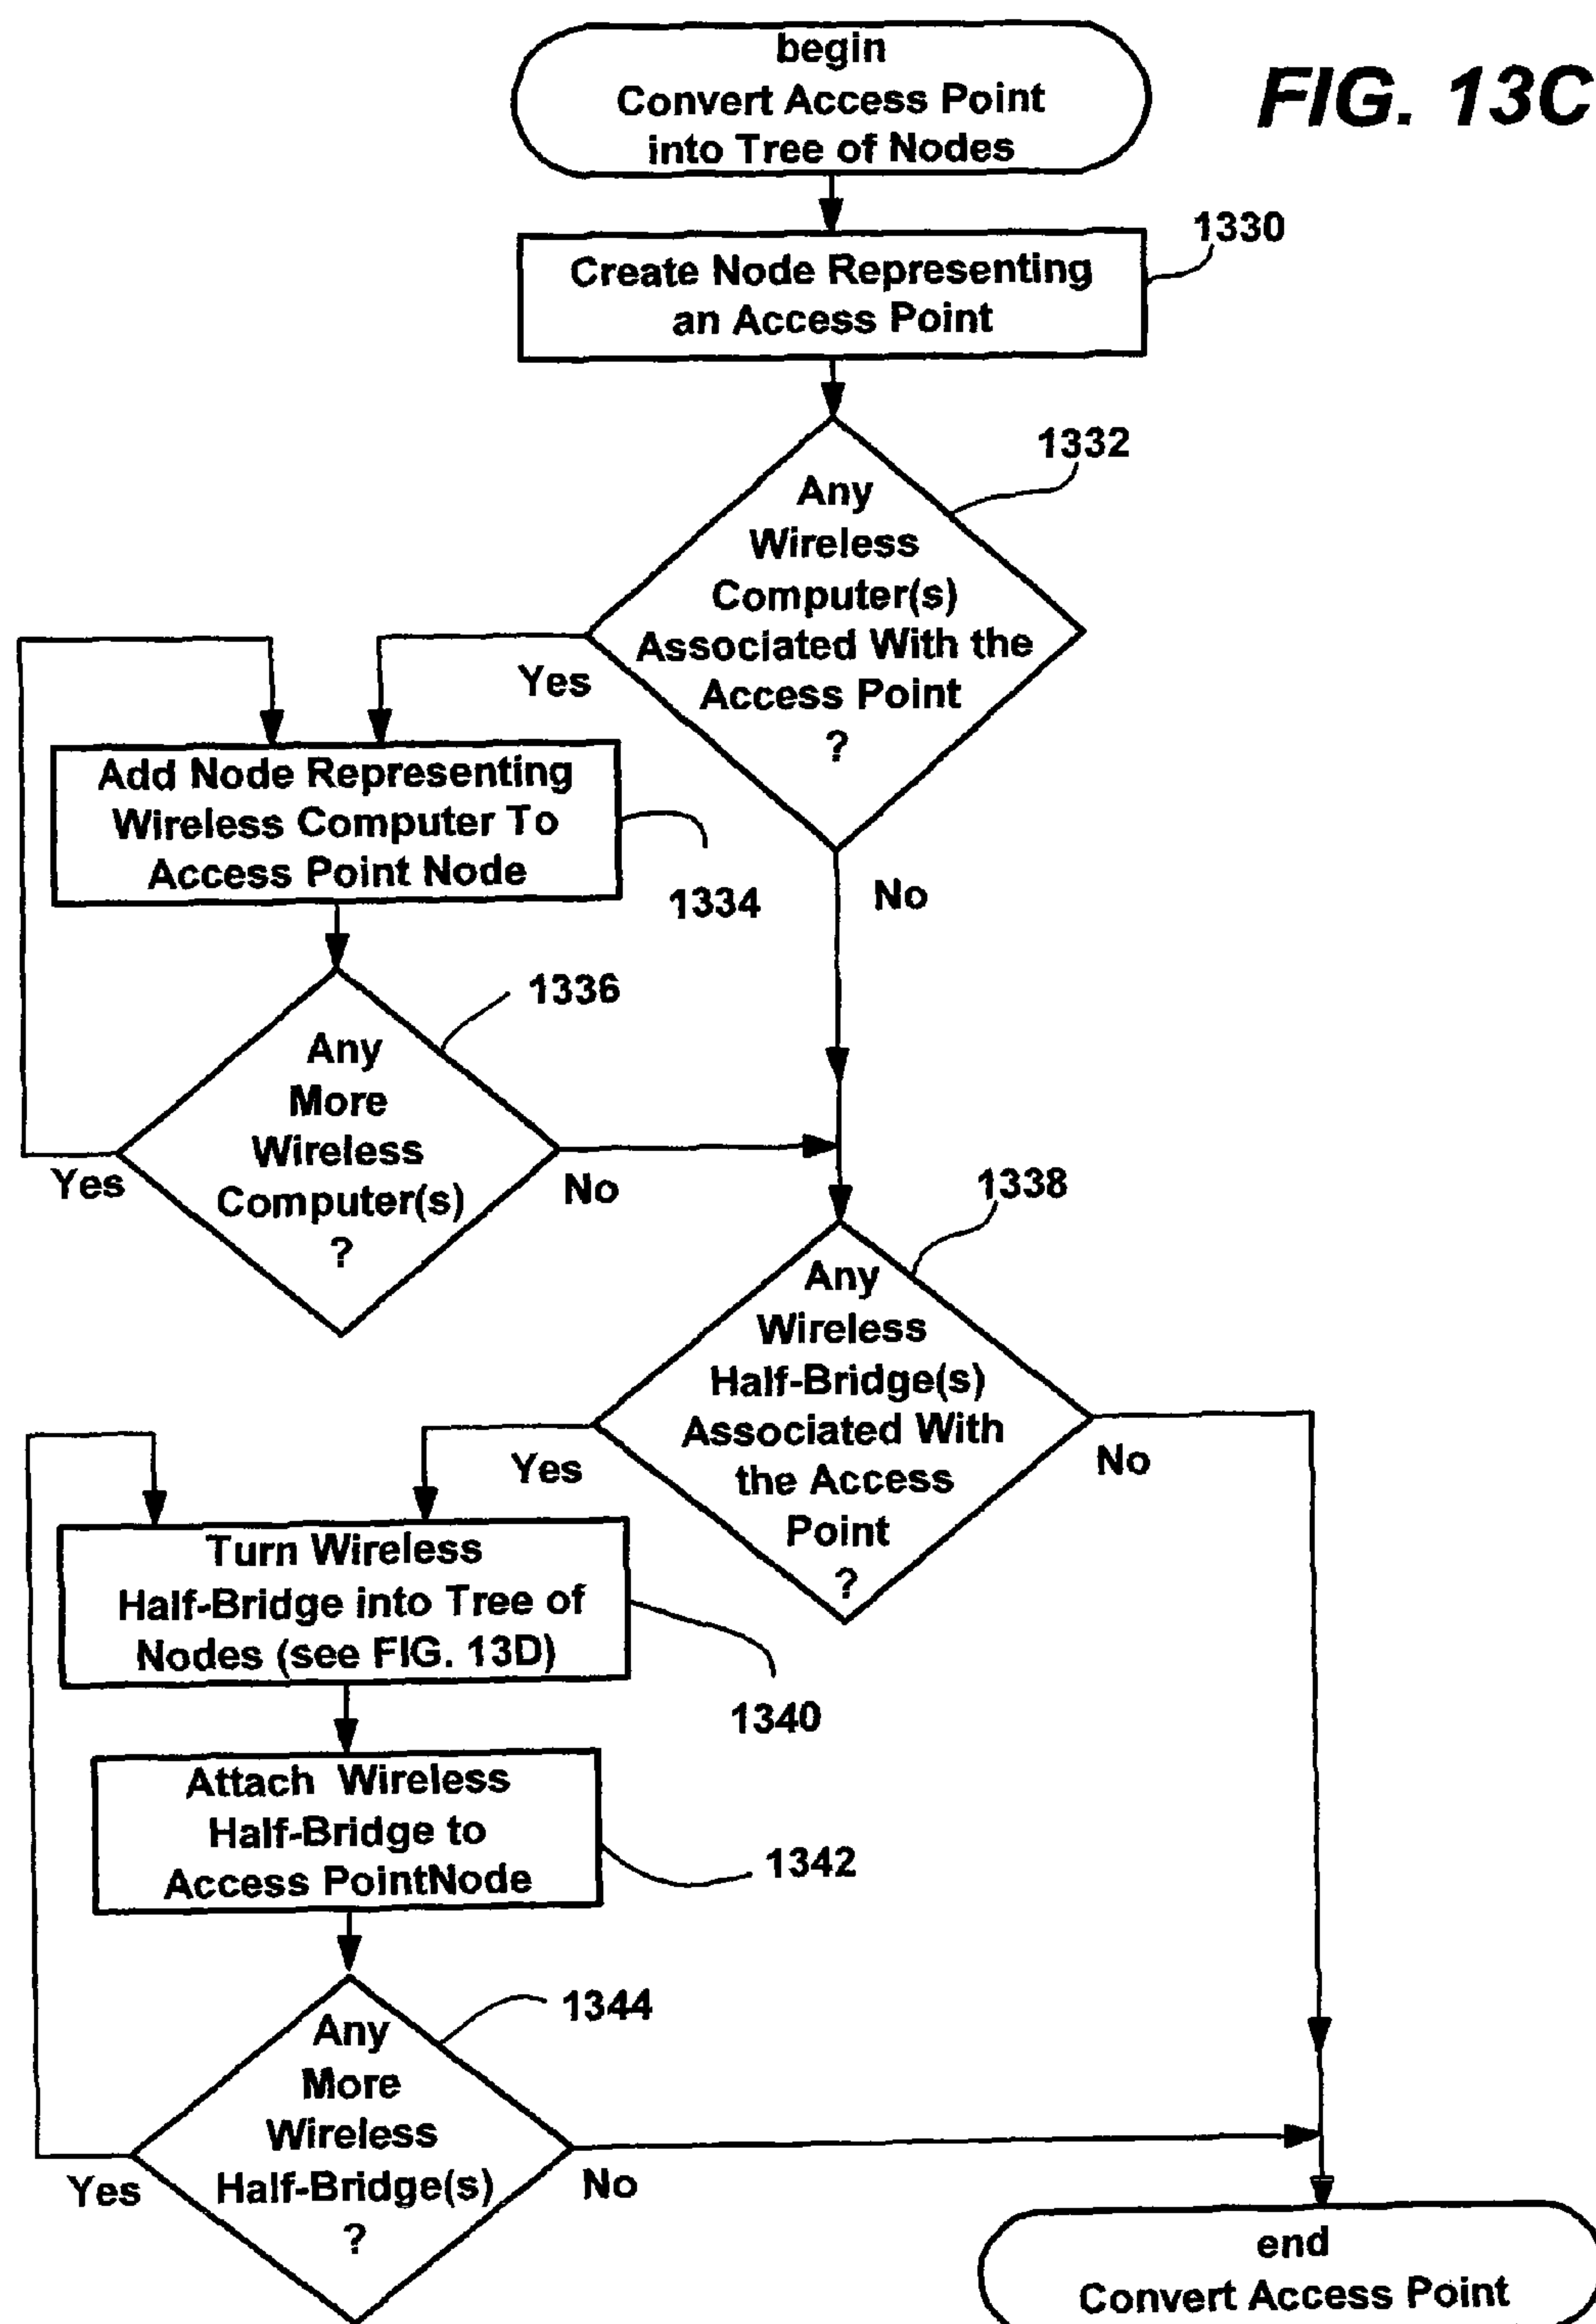 begin
Convert Access Point
into Tree of Nodes
FIG. 13C
1330
Create Node Representing
an Access Point
1332
Any
Wireless
Computer(s)
Associated With the
Access Point
?
Yes
No
Add Node Representing
Wireless Computer To
Access Point Node
1334
1336
Any
More
Wireless
Computer(s)
?
Yes
No
1338
Any
Wireless
Half-Bridge(s)
Associated With
the Access
Point
?
Yes
No
Turn Wireless
Half-Bridge into Tree of
Nodes (see FIG. 13D)
1340
Attach Wireless
Half-Bridge to
Access PointNode
1342
1344
Any
More
Wireless
Half-Bridge(s)
?
Yes
No
end
Convert Access Point